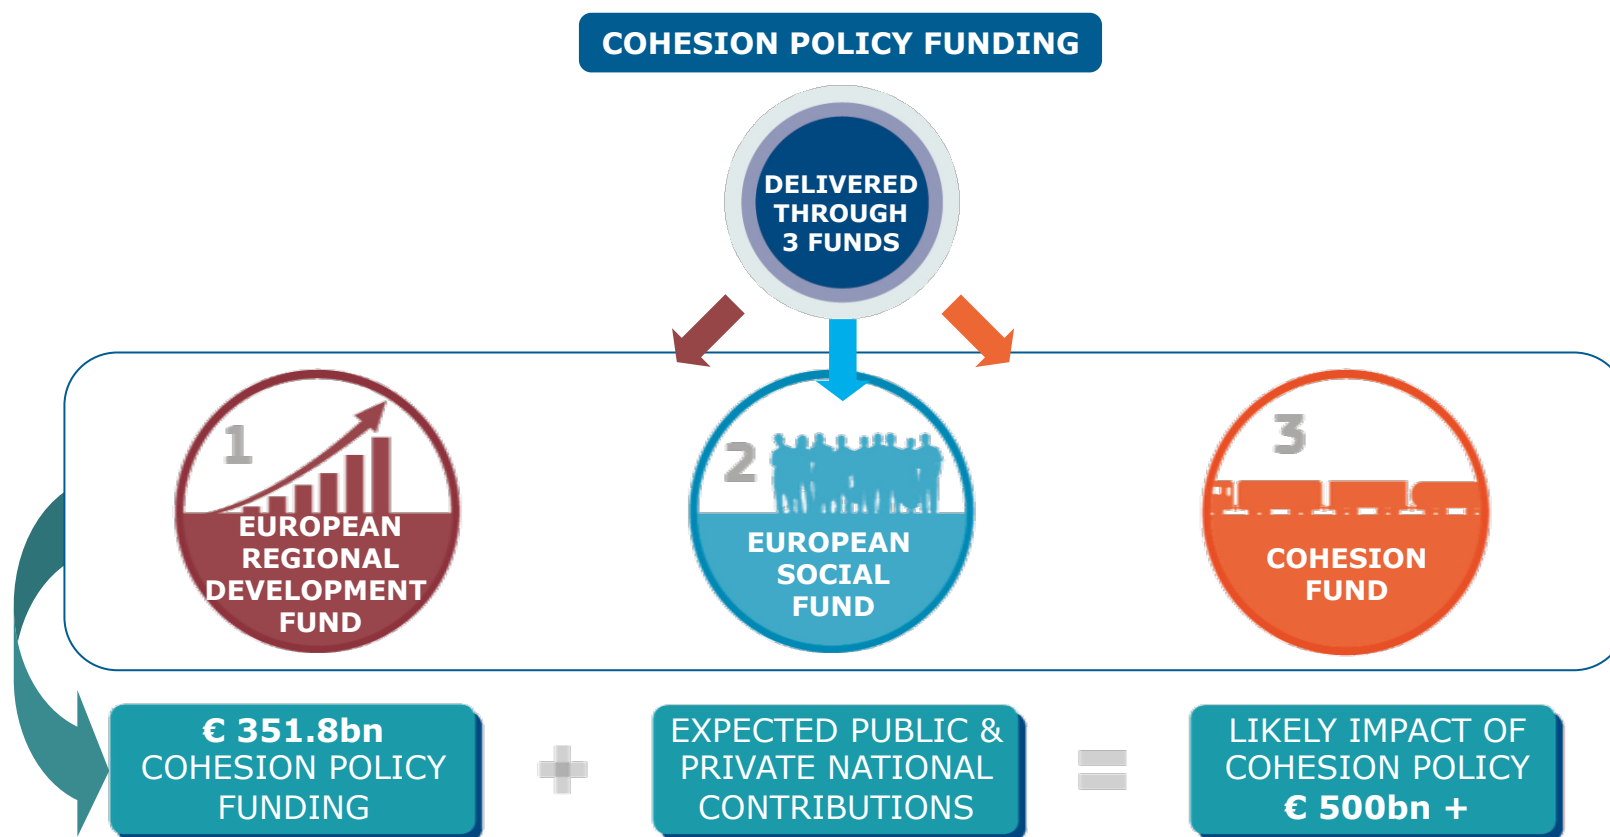 COHESION POLICY FUNDING
DELIVERED
THROUGH
3 FUNDS
1
EUROPEAN
REGIONAL
DEVELOPMENT
FUND
2
EUROPEAN
SOCIAL
FUND
3
COHESION
FUND
€ 351.8bn
COHESION POLICY
FUNDING
+
EXPECTED PUBLIC &
PRIVATE NATIONAL
CONTRIBUTIONS
=
LIKELY IMPACT OF
COHESION POLICY
€ 500bn +